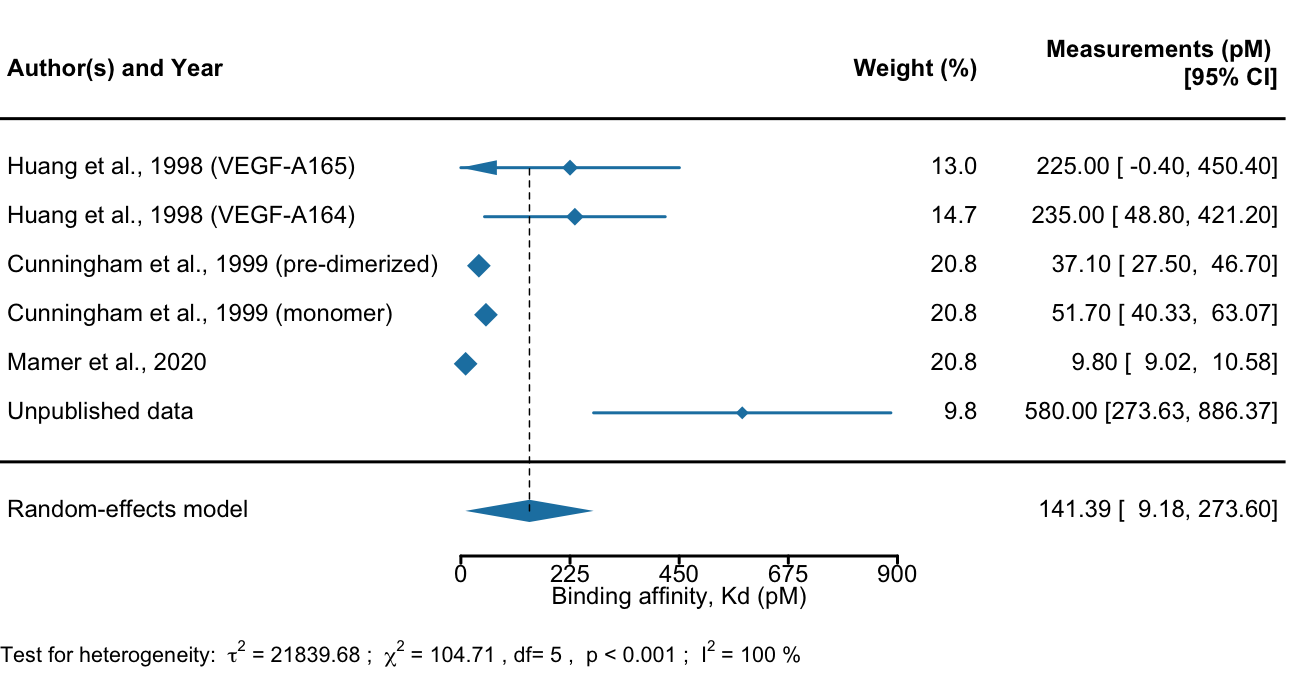 Author(s) and Year Weight (%) Measurements (pM)
[95% CI]
Huang et al., 1998 (VEGF-A165) 13.0 225.00 [ -0.40, 450.40]
Huang et al., 1998 (VEGF-A164) 14.7 235.00 [ 48.80, 421.20]
Cunningham et al., 1999 (pre-dimerized) 20.8 37.10 [ 27.50, 46.70]
Cunningham et al., 1999 (monomer) 20.8 51.70 [ 40.33, 63.07]
Mamer et al., 2020 20.8 9.80 [ 9.02, 10.58]
Unpublished data 9.8 580.00 [273.63, 886.37]
Random-effects model 141.39 [ 9.18, 273.60]
0 225 450 675 900
Binding affinity, Kd (pM)
Test for heterogeneity: τ² = 21839.68 ; χ² = 104.71 , df= 5 , p < 0.001 ; I² = 100 %